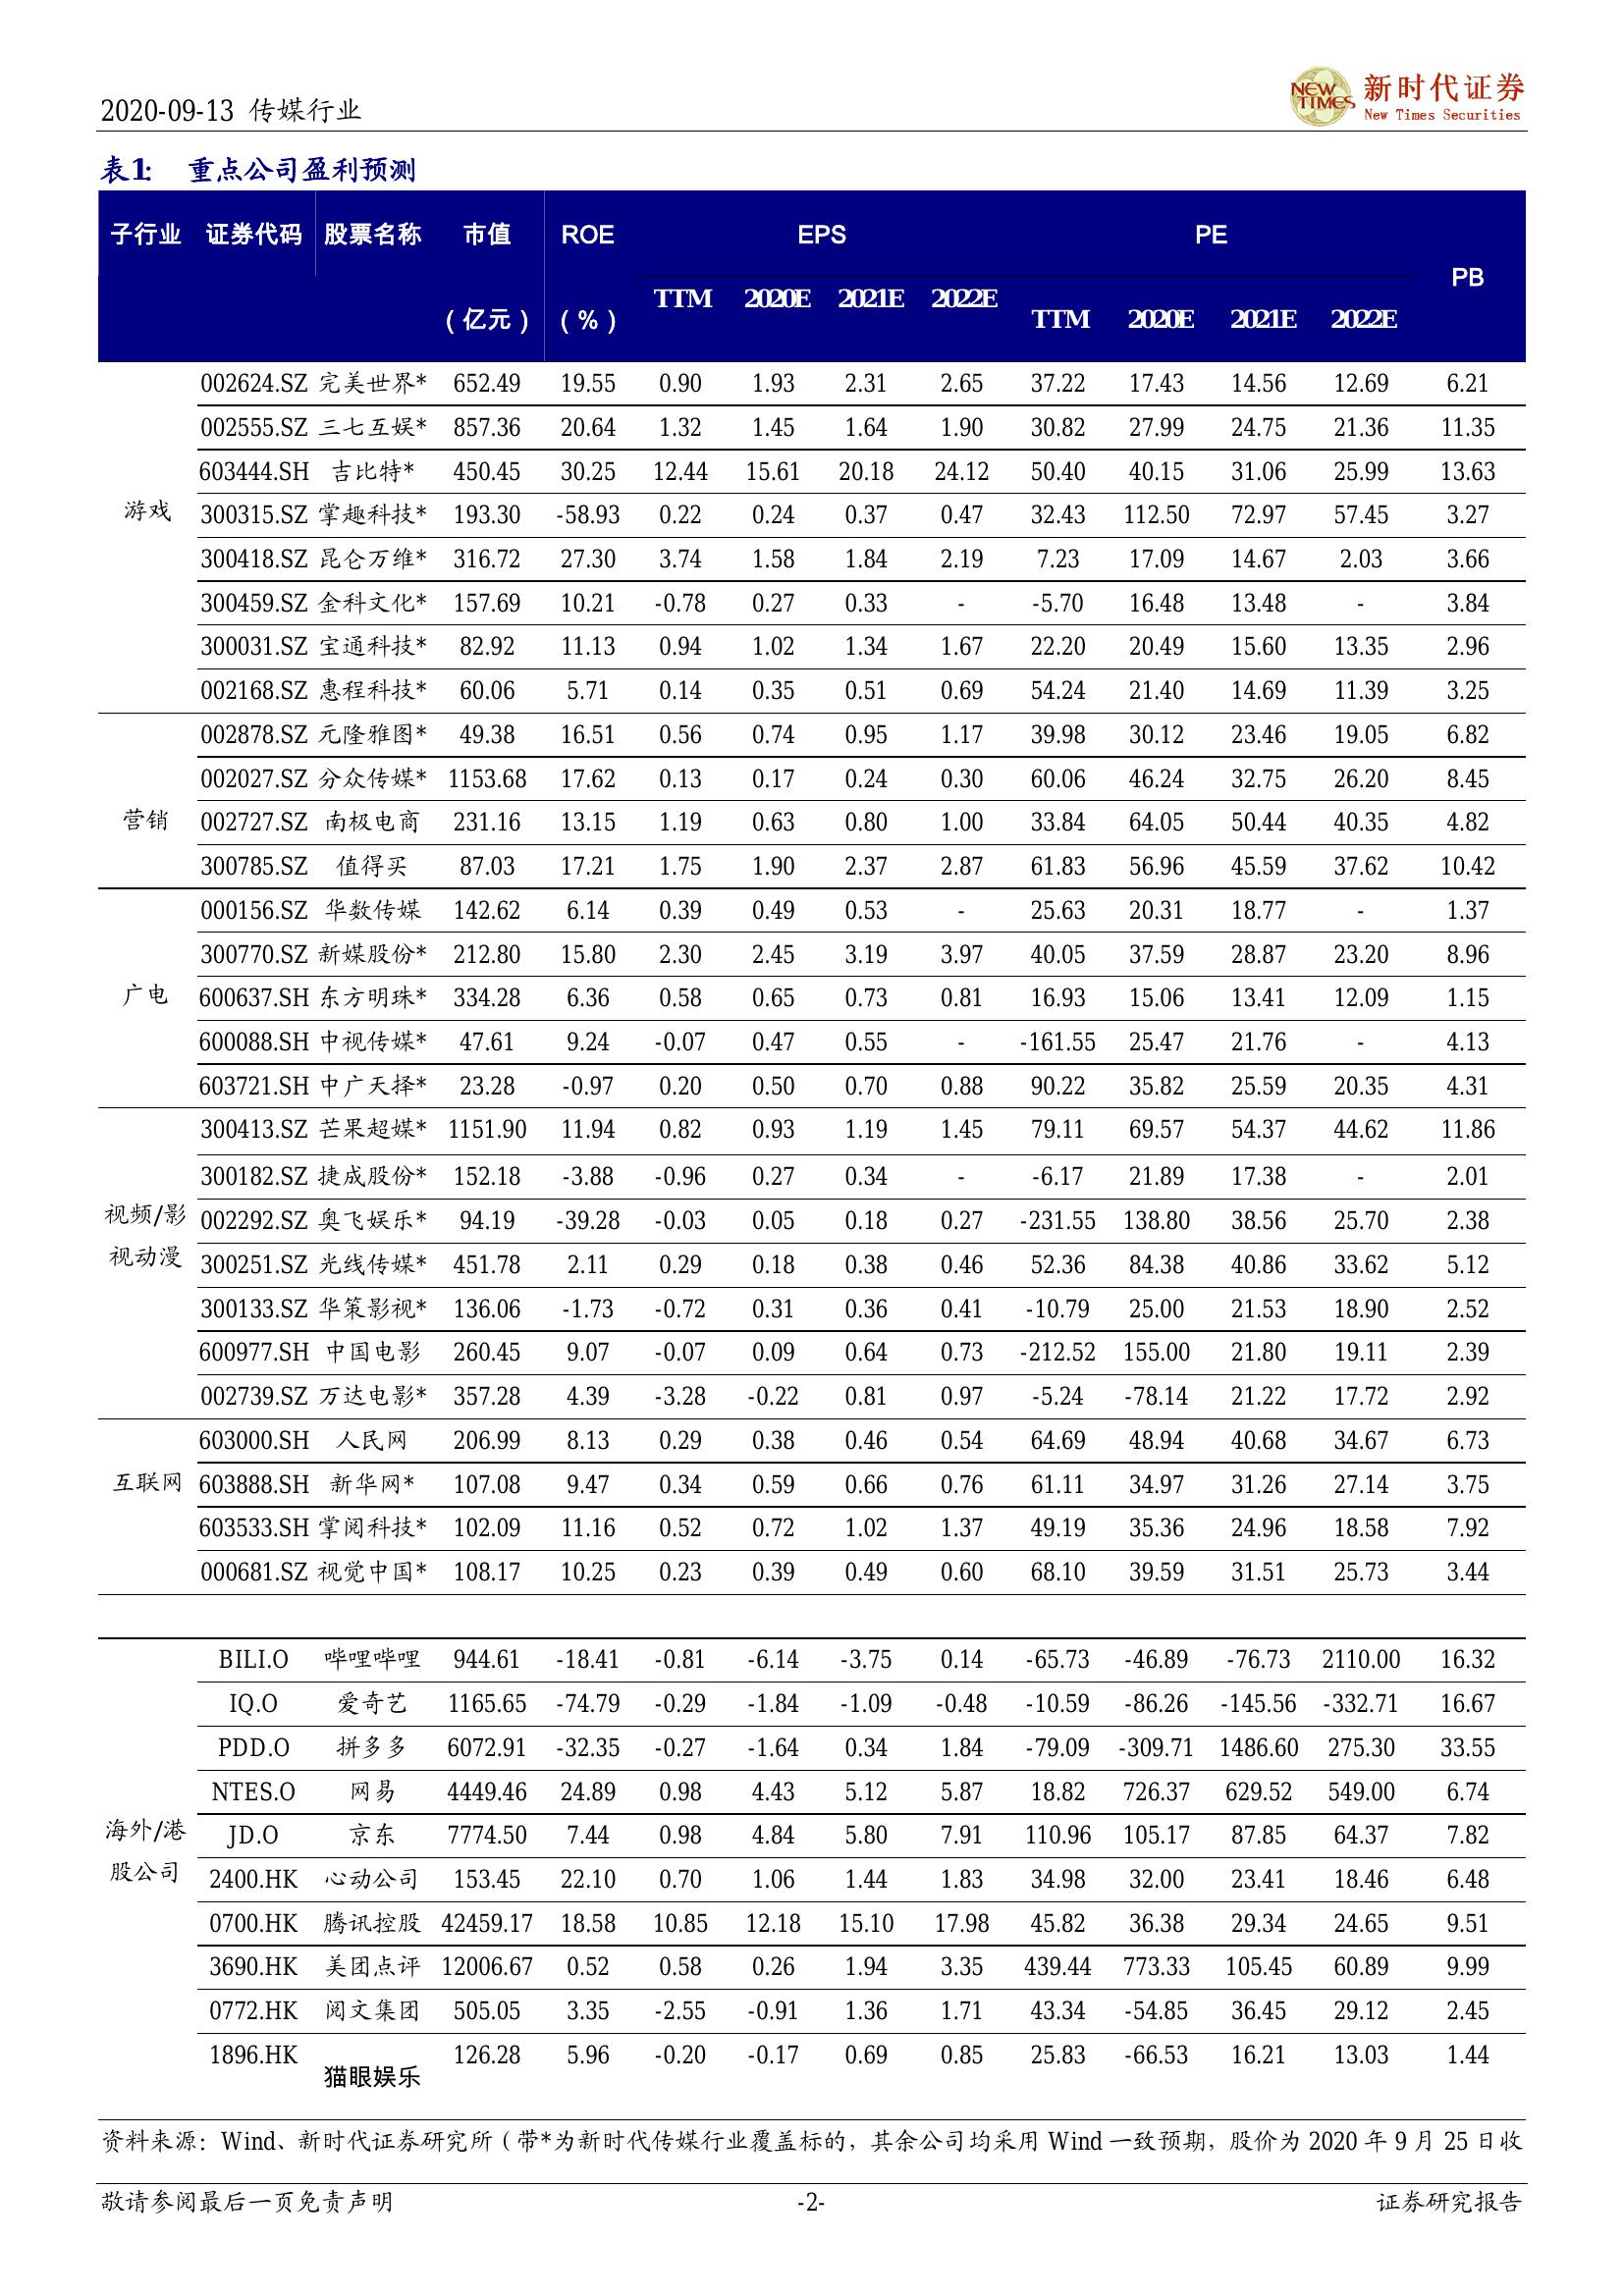 2020-09-13 传媒行业
NEW TIMES 新时代证券
New Times Securities
表1: 重点公司盈利预测
子行业 证券代码 股票名称 市值 ROE EPS PE PB
(亿元) (%) TTM 2020E 2021E 2022E TTM 2020E 2021E 2022E
002624.SZ 完美世界* 652.49 19.55 0.90 1.93 2.31 2.65 37.22 17.43 14.56 12.69 6.21
002555.SZ 三七互娱* 857.36 20.64 1.32 1.45 1.64 1.90 30.82 27.99 24.75 21.36 11.35
603444.SH 吉比特* 450.45 30.25 12.44 15.61 20.18 24.12 50.40 40.15 31.06 25.99 13.63
游戏 300315.SZ 掌趣科技* 193.30 -58.93 0.22 0.24 0.37 0.47 32.43 112.50 72.97 57.45 3.27
300418.SZ 昆仑万维* 316.72 27.30 3.74 1.58 1.84 2.19 7.23 17.09 14.67 2.03 3.66
300459.SZ 金科文化* 157.69 10.21 -0.78 0.27 0.33 - -5.70 16.48 13.48 - 3.84
300031.SZ 宝通科技* 82.92 11.13 0.94 1.02 1.34 1.67 22.20 20.49 15.60 13.35 2.96
002168.SZ 惠程科技* 60.06 5.71 0.14 0.35 0.51 0.69 54.24 21.40 14.69 11.39 3.25
002878.SZ 元隆雅图* 49.38 16.51 0.56 0.74 0.95 1.17 39.98 30.12 23.46 19.05 6.82
002027.SZ 分众传媒* 1153.68 17.62 0.13 0.17 0.24 0.30 60.06 46.24 32.75 26.20 8.45
营销 002727.SZ 南极电商 231.16 13.15 1.19 0.63 0.80 1.00 33.84 64.05 50.44 40.35 4.82
300785.SZ 值得买 87.03 17.21 1.75 1.90 2.37 2.87 61.83 56.96 45.59 37.62 10.42
000156.SZ 华数传媒 142.62 6.14 0.39 0.49 0.53 - 25.63 20.31 18.77 - 1.37
300770.SZ 新媒股份* 212.80 15.80 2.30 2.45 3.19 3.97 40.05 37.59 28.87 23.20 8.96
广电 600637.SH 东方明珠* 334.28 6.36 0.58 0.65 0.73 0.81 16.93 15.06 13.41 12.09 1.15
600088.SH 中视传媒* 47.61 9.24 -0.07 0.47 0.55 - -161.55 25.47 21.76 - 4.13
603721.SH 中广天择* 23.28 -0.97 0.20 0.50 0.70 0.88 90.22 35.82 25.59 20.35 4.31
300413.SZ 芒果超媒* 1151.90 11.94 0.82 0.93 1.19 1.45 79.11 69.57 54.37 44.62 11.86
300182.SZ 捷成股份* 152.18 -3.88 -0.96 0.27 0.34 - -6.17 21.89 17.38 - 2.01
视频/影 002292.SZ 奥飞娱乐* 94.19 -39.28 -0.03 0.05 0.18 0.27 -231.55 138.80 38.56 25.70 2.38
视动漫 300251.SZ 光线传媒* 451.78 2.11 0.29 0.18 0.38 0.46 52.36 84.38 40.86 33.62 5.12
300133.SZ 华策影视* 136.06 -1.73 -0.72 0.31 0.36 0.41 -10.79 25.00 21.53 18.90 2.52
600977.SH 中国电影 260.45 9.07 -0.07 0.09 0.64 0.73 -212.52 155.00 21.80 19.11 2.39
002739.SZ 万达电影* 357.28 4.39 -3.28 -0.22 0.81 0.97 -5.24 -78.14 21.22 17.72 2.92
603000.SH 人民网 206.99 8.13 0.29 0.38 0.46 0.54 64.69 48.94 40.68 34.67 6.73
互联网 603888.SH 新华网* 107.08 9.47 0.34 0.59 0.66 0.76 61.11 34.97 31.26 27.14 3.75
603533.SH 掌阅科技* 102.09 11.16 0.52 0.72 1.02 1.37 49.19 35.36 24.96 18.58 7.92
000681.SZ 视觉中国* 108.17 10.25 0.23 0.39 0.49 0.60 68.10 39.59 31.51 25.73 3.44
BILI.O 哔哩哔哩 944.61 -18.41 -0.81 -6.14 -3.75 0.14 -65.73 -46.89 -76.73 2110.00 16.32
IQ.O 爱奇艺 1165.65 -74.79 -0.29 -1.84 -1.09 -0.48 -10.59 -86.26 -145.56 -332.71 16.67
PDD.O 拼多多 6072.91 -32.35 -0.27 -1.64 0.34 1.84 -79.09 -309.71 1486.60 275.30 33.55
NTES.O 网易 4449.46 24.89 0.98 4.43 5.12 5.87 18.82 726.37 629.52 549.00 6.74
海外/港 JD.O 京东 7774.50 7.44 0.98 4.84 5.80 7.91 110.96 105.17 87.85 64.37 7.82
股公司 2400.HK 心动公司 153.45 22.10 0.70 1.06 1.44 1.83 34.98 32.00 23.41 18.46 6.48
0700.HK 腾讯控股 42459.17 18.58 10.85 12.18 15.10 17.98 45.82 36.38 29.34 24.65 9.51
3690.HK 美团点评 12006.67 0.52 0.58 0.26 1.94 3.35 439.44 773.33 105.45 60.89 9.99
0772.HK 阅文集团 505.05 3.35 -2.55 -0.91 1.36 1.71 43.34 -54.85 36.45 29.12 2.45
1896.HK 猫眼娱乐 126.28 5.96 -0.20 -0.17 0.69 0.85 25.83 -66.53 16.21 13.03 1.44
资料来源：Wind、新时代证券研究所（带*为新时代传媒行业覆盖标的，其余公司均采用 Wind 一致预期，股价为 2020 年 9 月 25 日收
敬请参阅最后一页免责声明 -2- 证券研究报告